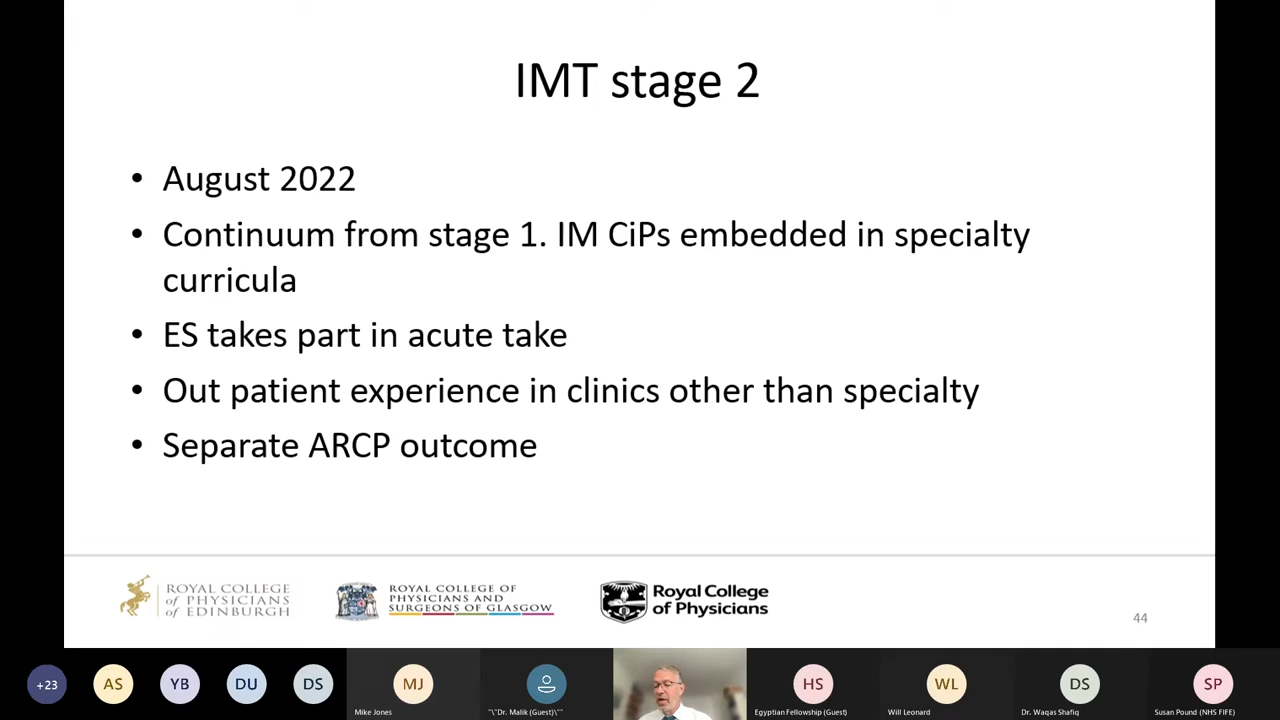 IMT stage 2
• August 2022
• Continuum from stage 1. IM CiPs embedded in specialty
curricula
• ES takes part in acute take
• Out patient experience in clinics other than specialty
• Separate ARCP outcome
ROYAL COLLEGE
of PHYSICIANS
of EDINBURGH
ROYAL COLLEGE OF
PHYSICIANS AND
SURGEONS OF GLASGOW
Royal College
of Physicians
44
+23
AS
YB
DU
DS
MJ
Mike Jones
"\"Dr. Malik (Guest)\""
HS
Egyptian Fellowship (Guest)
WL
Will Leonard
DS
Dr. Waqas Shafiq
SP
Susan Pound (NHS FIFE)